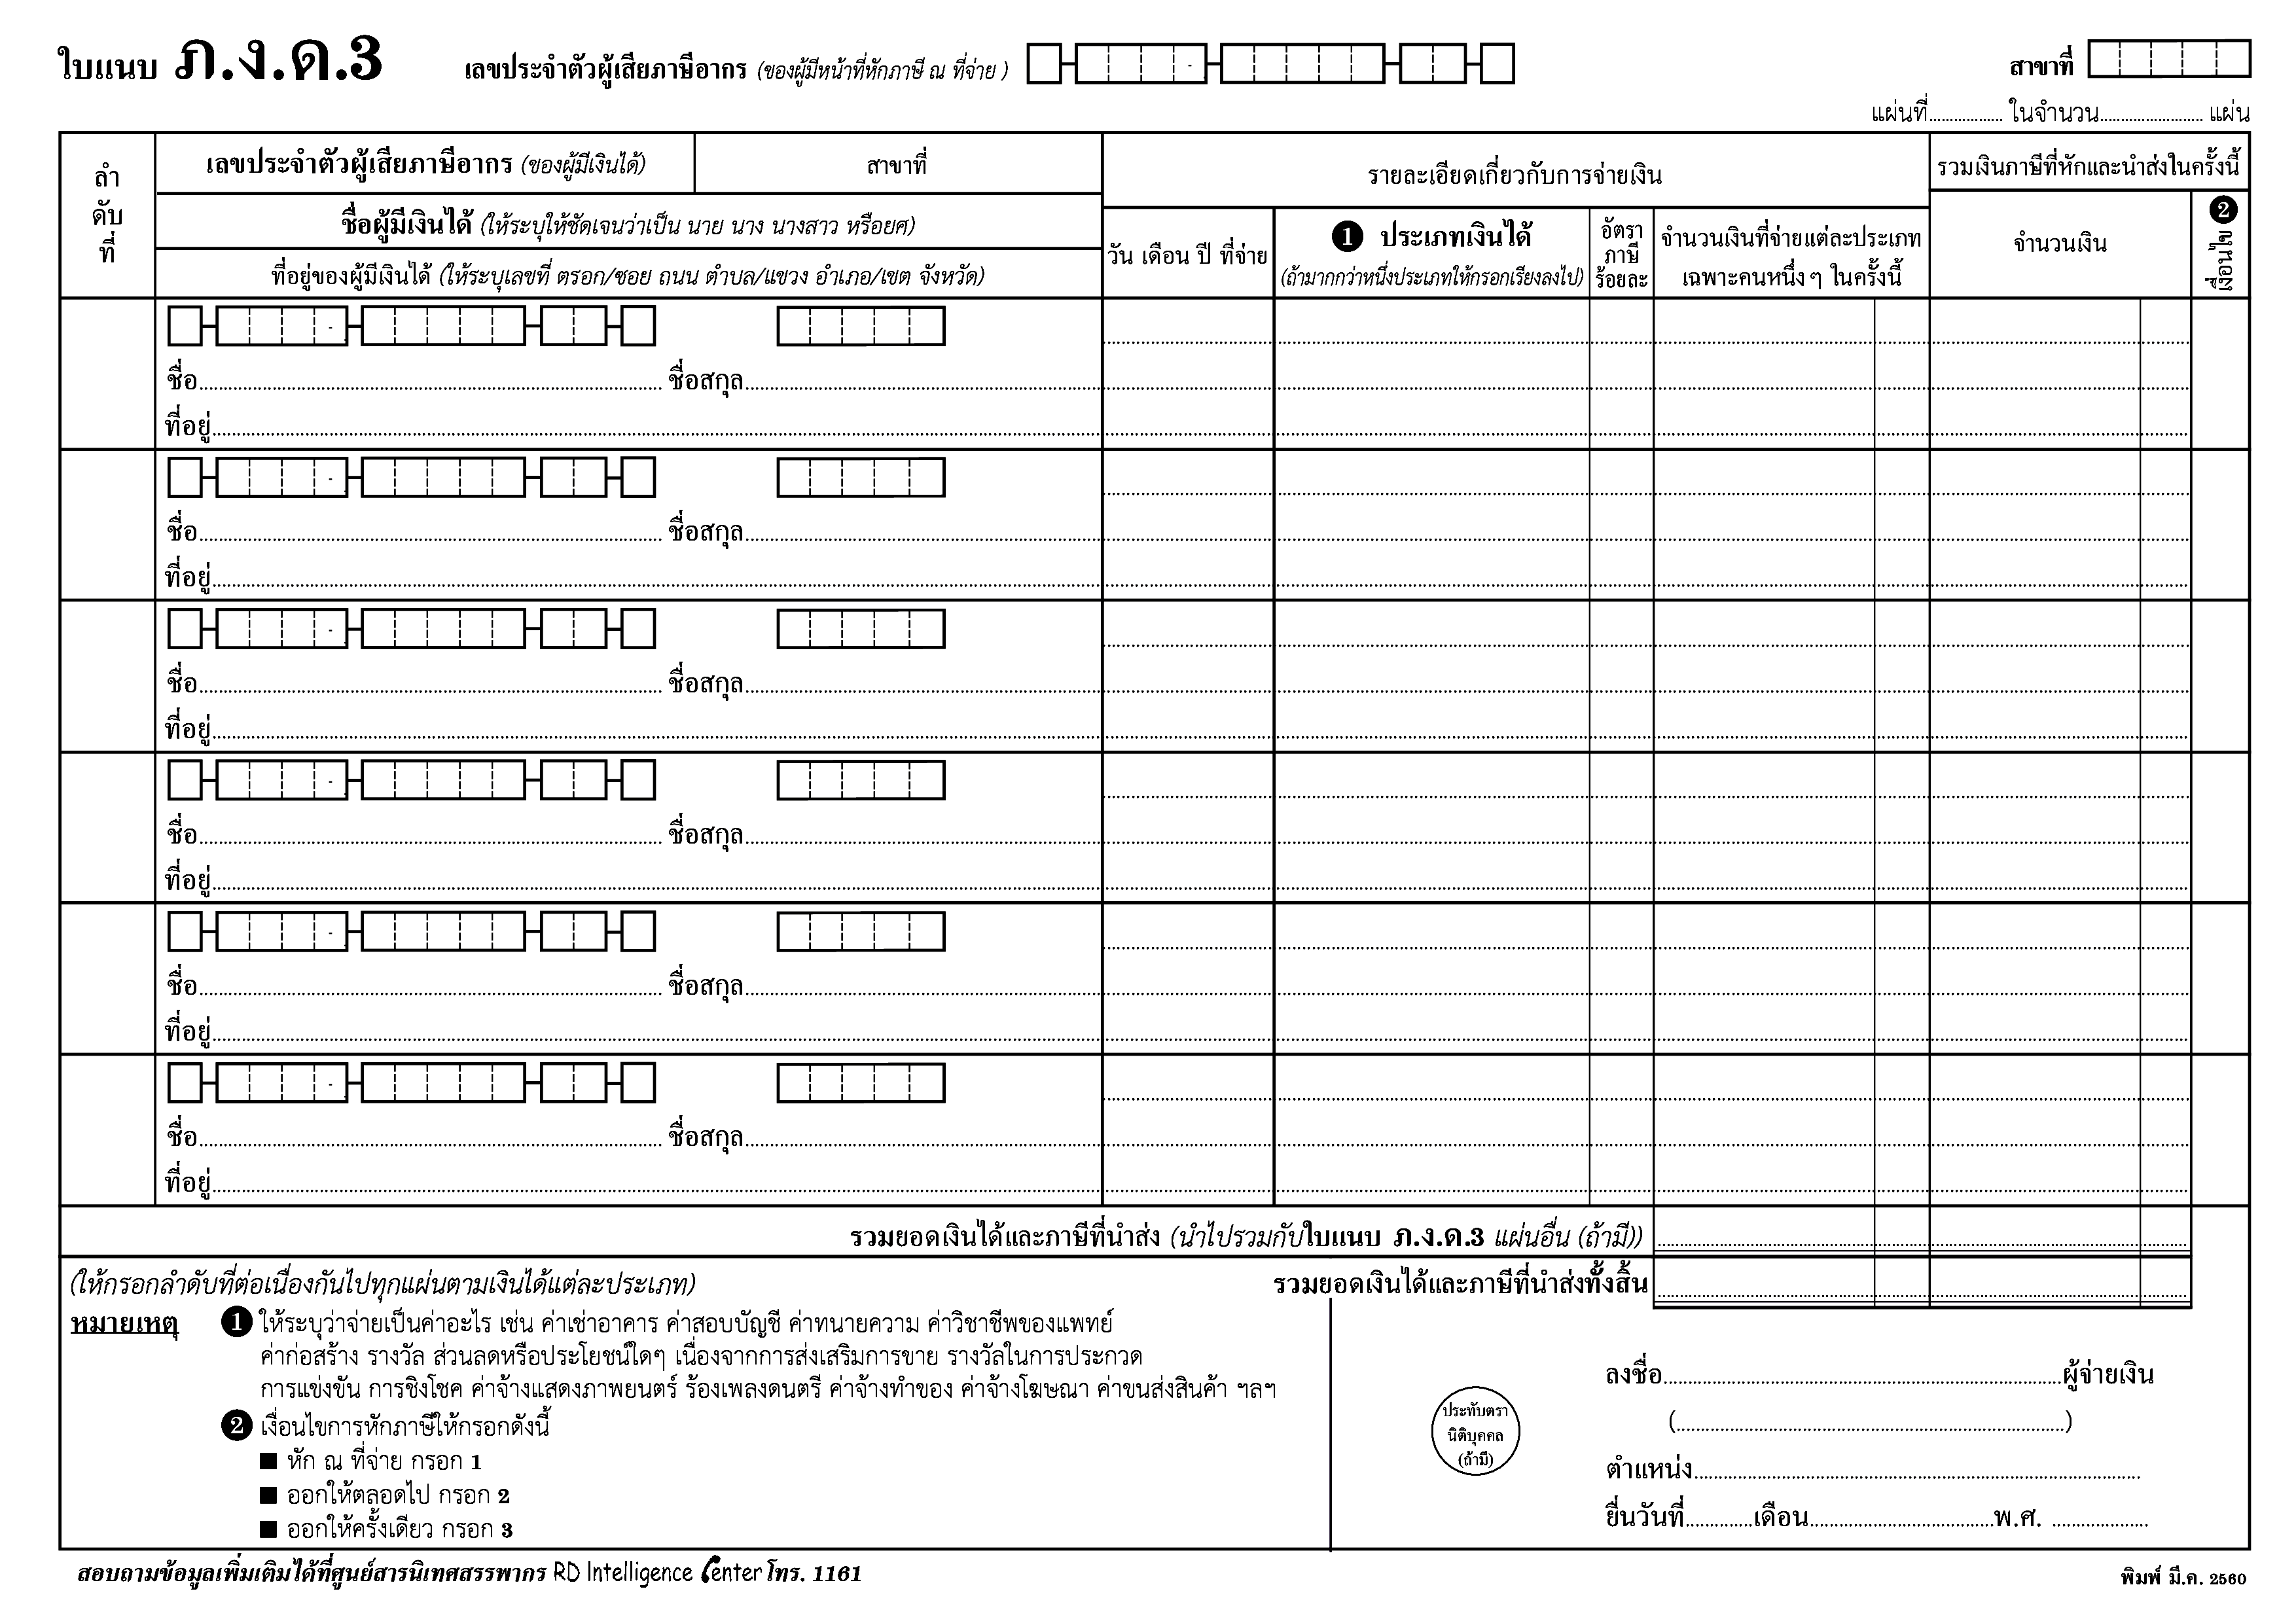 ใบแนบ ภ.ง.ด.3 เลขประจำตัวผู้เสียภาษีอากร (ของผู้มีหน้าที่หักภาษี ณ ที่จ่าย ) สาขาที่
แผ่นที่.................. ในจำนวน......................... แผ่น
ลำดับที่
เลขประจำตัวผู้เสียภาษีอากร (ของผู้มีเงินได้) สาขาที่
ชื่อผู้มีเงินได้ (ให้ระบุให้ชัดเจนว่าเป็น นาย นาง นางสาว หรือยศ)
ที่อยู่ของผู้มีเงินได้ (ให้ระบุเลขที่ ตรอก/ซอย ถนน ตำบล/แขวง อำเภอ/เขต จังหวัด)
รายละเอียดเกี่ยวกับการจ่ายเงิน
วัน เดือน ปี ที่จ่าย
1 ประเภทเงินได้
(ถ้ามากกว่าหนึ่งประเภทให้กรอกเรียงลงไป)
อัตรา
ภาษี
ร้อยละ
จำนวนเงินที่จ่ายแต่ละประเภท
เฉพาะคนหนึ่ง ๆ ในครั้งนี้
รวมเงินภาษีที่หักและนำส่งในครั้งนี้
จำนวนเงิน
2 เงื่อนไข
ชื่อ.................... ชื่อสกุล....................
ที่อยู่....................
ชื่อ.................... ชื่อสกุล....................
ที่อยู่....................
ชื่อ.................... ชื่อสกุล....................
ที่อยู่....................
ชื่อ.................... ชื่อสกุล....................
ที่อยู่....................
ชื่อ.................... ชื่อสกุล....................
ที่อยู่....................
ชื่อ.................... ชื่อสกุล....................
ที่อยู่....................
รวมยอดเงินได้และภาษีที่นำส่ง (นำไปรวมกับใบแนบ ภ.ง.ด.3 แผ่นอื่น (ถ้ามี))
(ให้กรอกลำดับที่ต่อเนื่องกันไปทุกแผ่นตามเงินได้แต่ละประเภท) รวมยอดเงินได้และภาษีที่นำส่งทั้งสิ้น
หมายเหตุ 1 ให้ระบุว่าจ่ายเป็นค่าอะไร เช่น ค่าเช่าอาคาร ค่าสอบบัญชี ค่าทนายความ ค่าวิชาชีพของแพทย์
ค่าก่อสร้าง รางวัล ส่วนลดหรือประโยชน์ใดๆ เนื่องจากการส่งเสริมการขาย รางวัลในการประกวด
การแข่งขัน การชิงโชค ค่าจ้างแสดงภาพยนตร์ ร้องเพลงดนตรี ค่าจ้างทำของ ค่าจ้างโฆษณา ค่าขนส่งสินค้า ฯลฯ
2 เงื่อนไขการหักภาษีให้กรอกดังนี้
■ หัก ณ ที่จ่าย กรอก 1
■ ออกให้ตลอดไป กรอก 2
■ ออกให้ครั้งเดียว กรอก 3
ประทับตรา
นิติบุคคล
(ถ้ามี)
ลงชื่อ....................ผู้จ่ายเงิน
(....................)
ตำแหน่ง....................
ยื่นวันที่.............เดือน....................พ.ศ. ...................
สอบถามข้อมูลเพิ่มเติมได้ที่ศูนย์สารนิเทศสรรพากร RD Intelligence Center โทร. 1161
พิมพ์ มี.ค. 2560